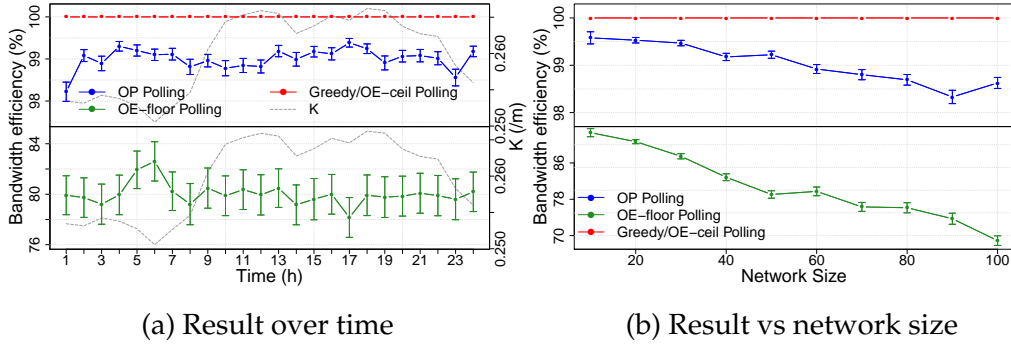 Bandwidth efficiency (%)
100
99
98
84
80
76
OP Polling
OE−floor Polling
Greedy/OE−ceil Polling
K
0.260
0.250
0.260
0.250
K (/m)
1 3 5 7 9 11 13 15 17 19 21 23
Time (h)
(a) Result over time
Bandwidth efficiency (%)
100
99
98
86
78
70
OP Polling
OE−floor Polling
Greedy/OE−ceil Polling
20 40 60 80 100
Network Size
(b) Result vs network size